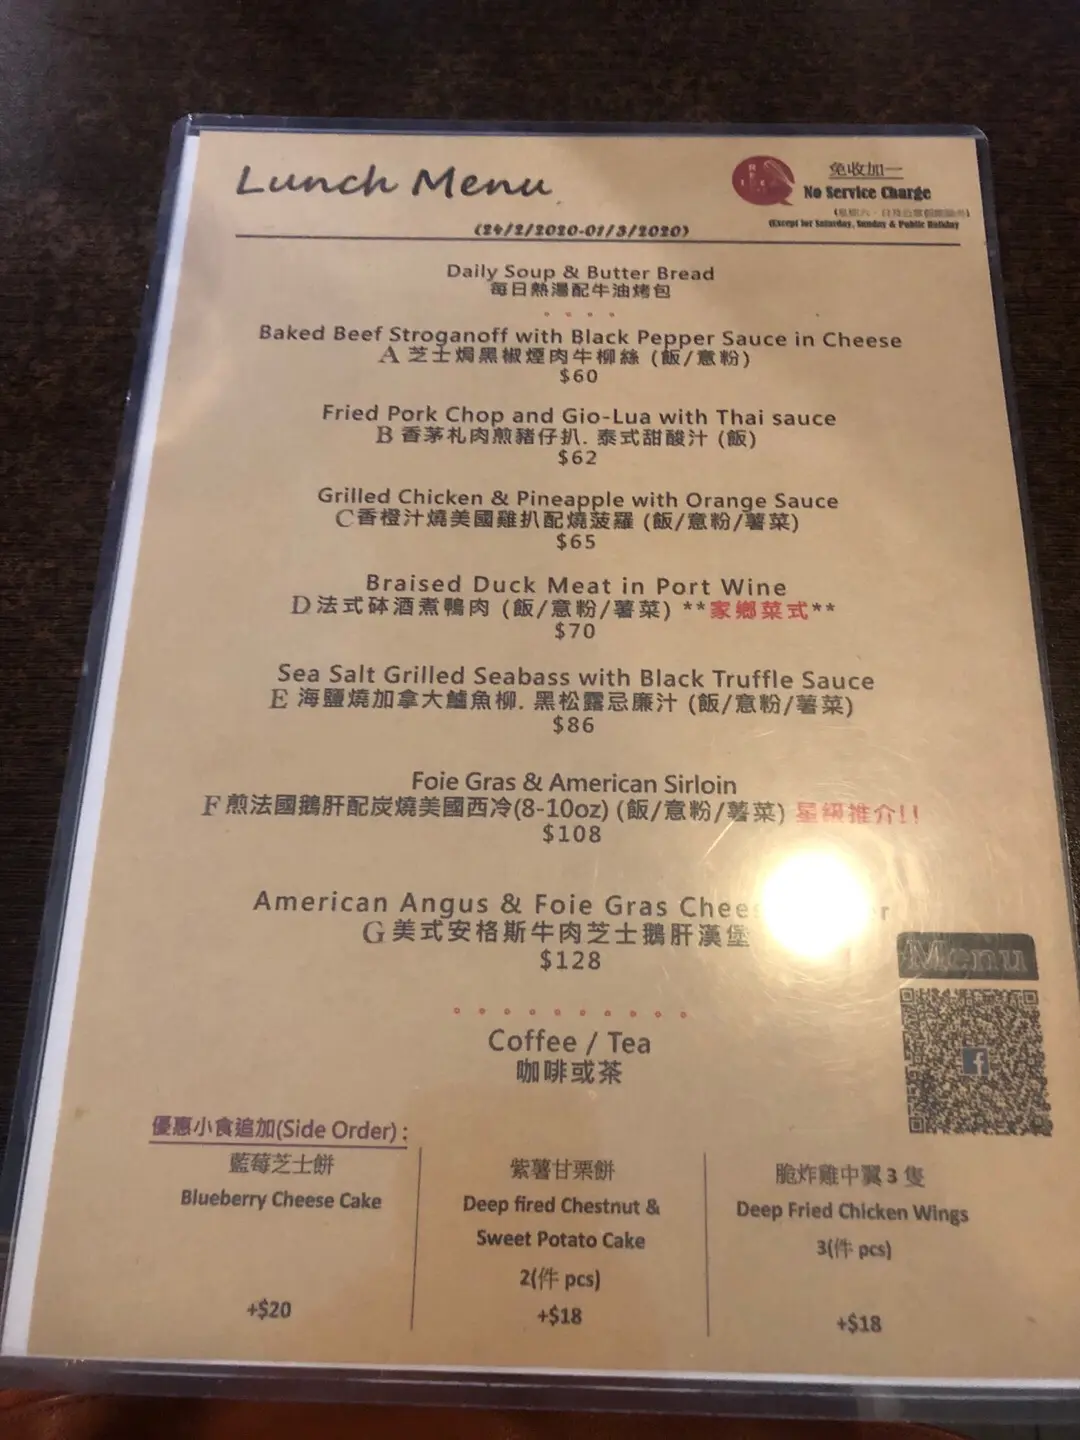 Lunch Menu
免收加一
No Service Charge
(Except for Saturday, Sunday & Public Holiday
(24/2/2020-01/3/2020)
Daily Soup & Butter Bread
每日熱湯配牛油烤包
Baked Beef Stroganoff with Black Pepper Sauce in Cheese
A 芝士焗黑椒煙肉牛柳絲 (飯/意粉)
$60
Fried Pork Chop and Gio-Lua with Thai sauce
B 香茅札肉煎豬仔扒. 泰式甜酸汁 (飯)
$62
Grilled Chicken & Pineapple with Orange Sauce
C香橙汁燒美國雞扒配燒菠羅 (飯/意粉/薯菜)
$65
Braised Duck Meat in Port Wine
D法式砵酒煮鴨肉 (飯/意粉/薯菜) **家鄉菜式**
$70
Sea Salt Grilled Seabass with Black Truffle Sauce
E 海鹽燒加拿大鱸魚柳. 黑松露忌廉汁 (飯/意粉/薯菜)
$86
Foie Gras & American Sirloin
F煎法國鵝肝配炭燒美國西冷(8-10oz) (飯/意粉/薯菜) 星級推介!!
$108
American Angus & Foie Gras
G美式安格斯牛肉芝士鵝肝漢堡
$128
Menu
Coffee / Tea
咖啡或茶
優惠小食追加(Side Order) :
藍莓芝士餅
Blueberry Cheese Cake
+$20
紫薯甘栗餅
Deep fired Chestnut &
Sweet Potato Cake
2(件 pcs)
+$18
脆炸雞中翼 3 隻
Deep Fried Chicken Wings
3(件 pcs)
+$18